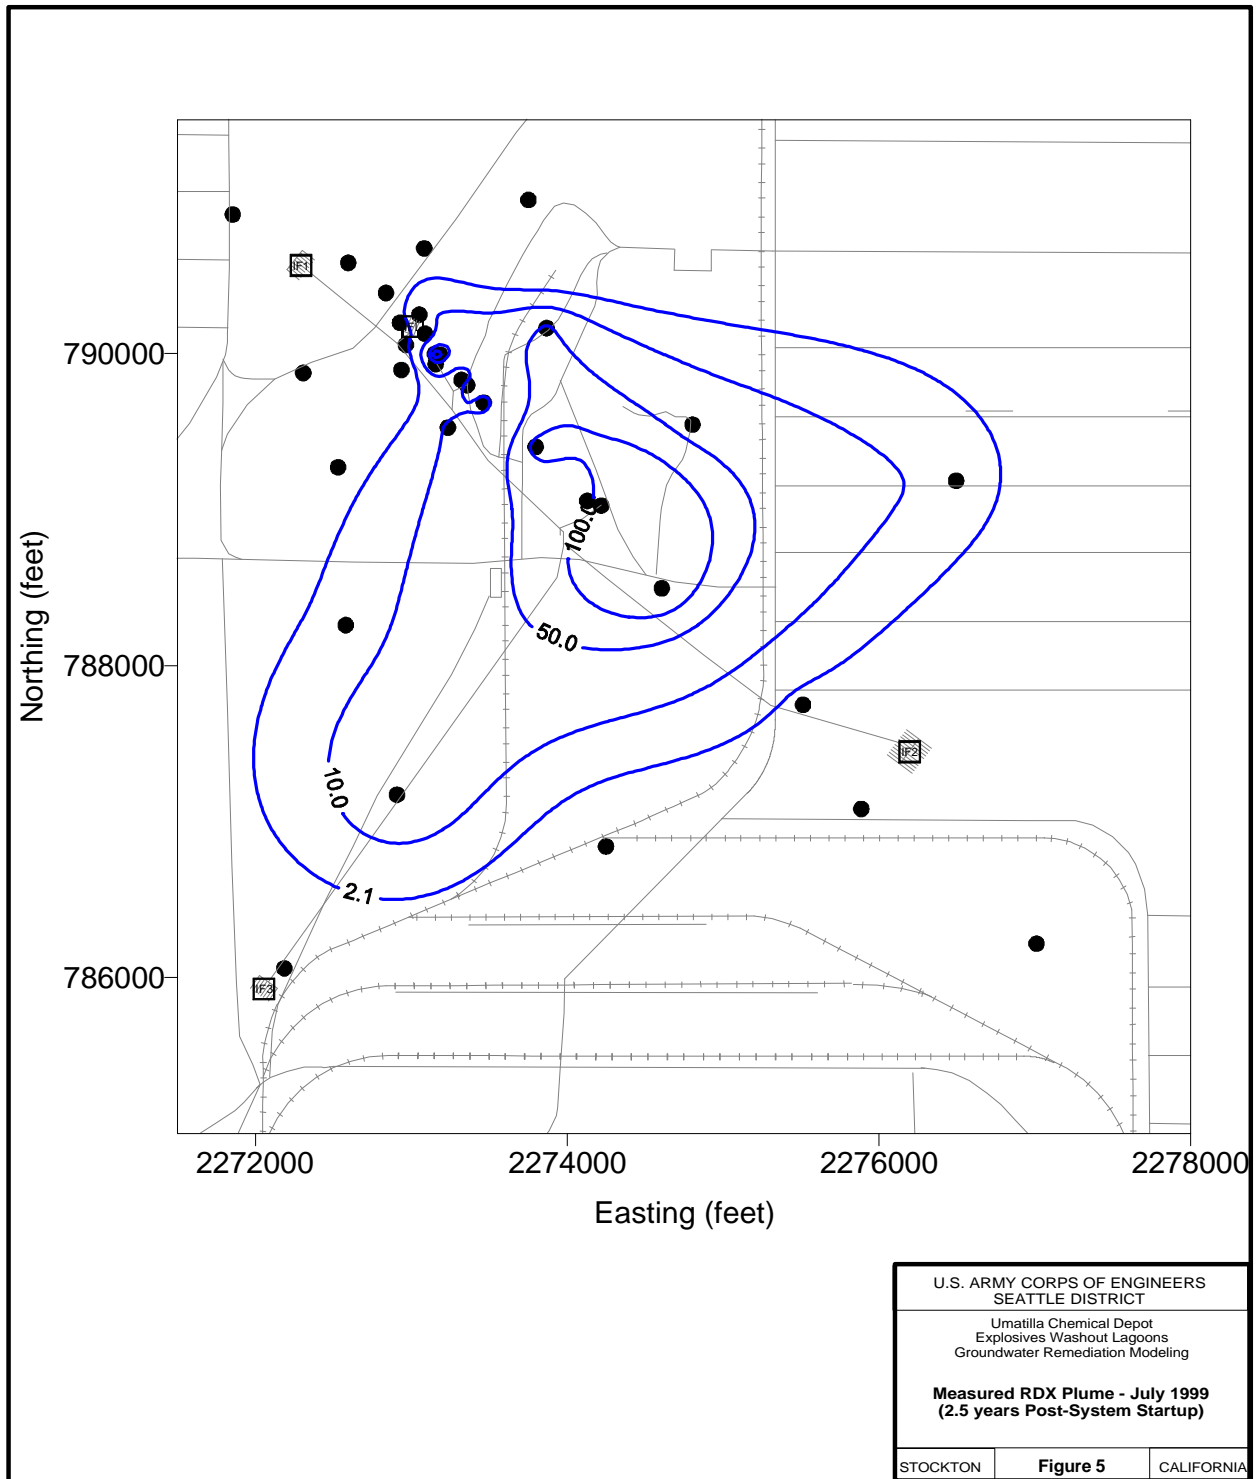 IF1
790000
100.0
50.0
788000
Northing (feet)
IF2
10.0
2.1
786000
IF3
2272000
2274000
2276000
2278000
Easting (feet)
U.S. ARMY CORPS OF ENGINEERS
SEATTLE DISTRICT
Umatilla Chemical Depot
Explosives Washout Lagoons
Groundwater Remediation Modeling
Measured RDX Plume - July 1999
(2.5 years Post-System Startup)
STOCKTON
Figure 5
CALIFORNIA